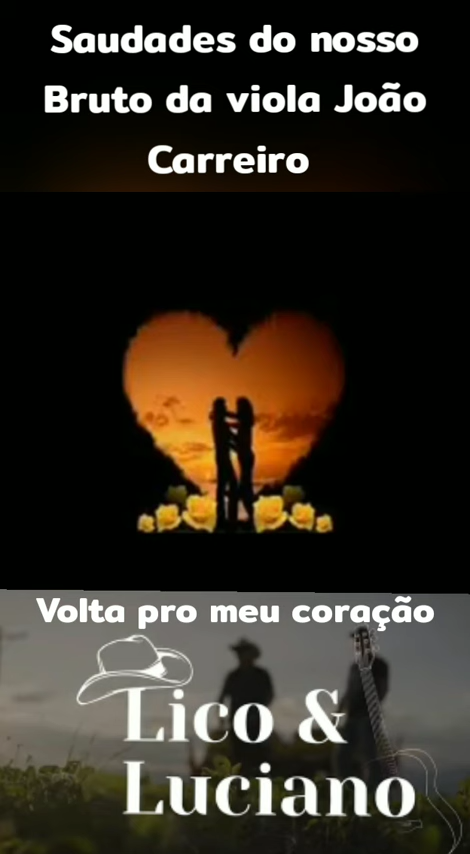 Saudades do nosso
Bruto da viola João
Carreiro
Volta pro meu coração
Lico &
Luciano